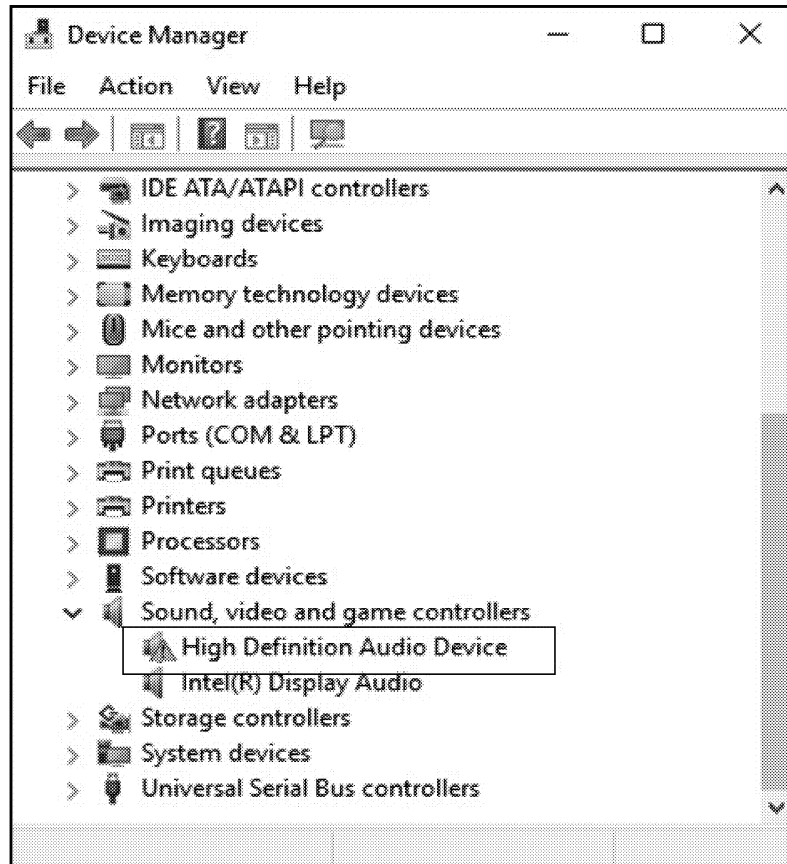 Device Manager
File Action View Help
IDE ATA/ATAPI controllers
Imaging devices
Keyboards
Memory technology devices
Mice and other pointing devices
Monitors
Network adapters
Ports (COM & LPT)
Print queues
Printers
Processors
Software devices
Sound, video and game controllers
High Definition Audio Device
Intel(R) Display Audio
Storage controllers
System devices
Universal Serial Bus controllers